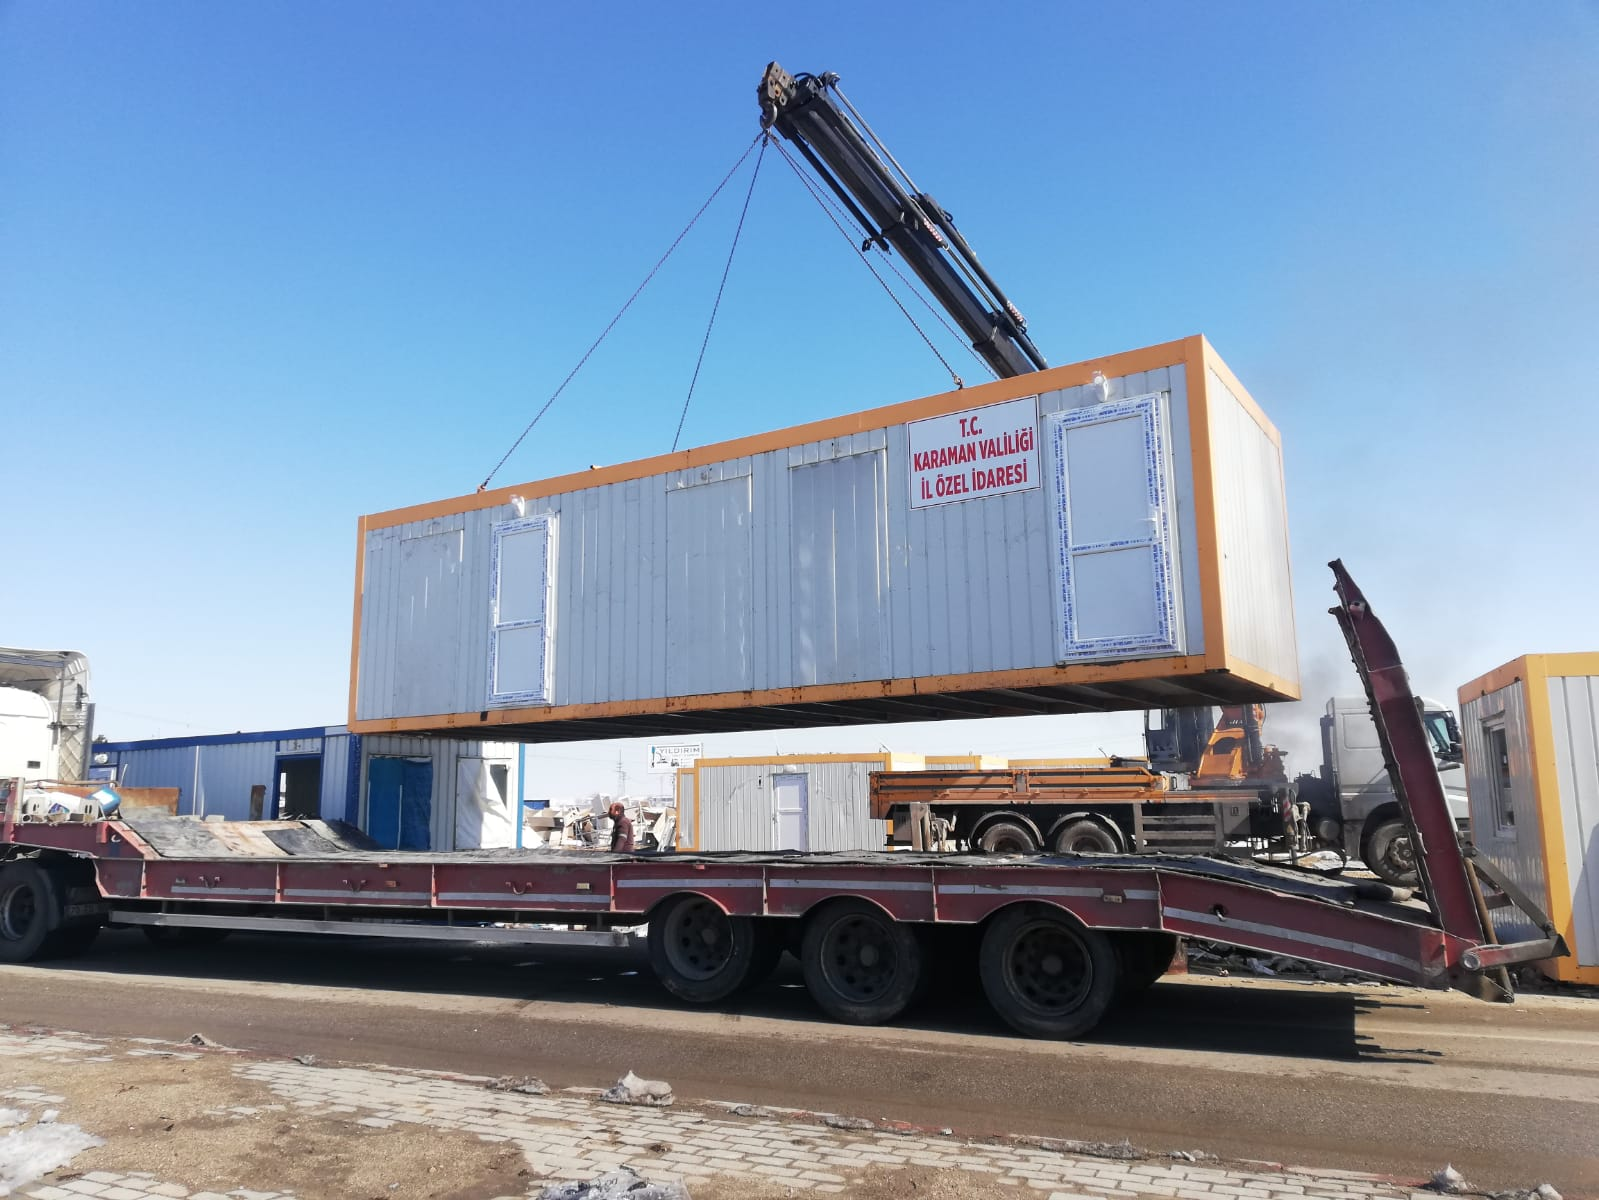 T.C.
KARAMAN VALİLİĞİ
İL ÖZEL İDARESİ
YILDIRIM